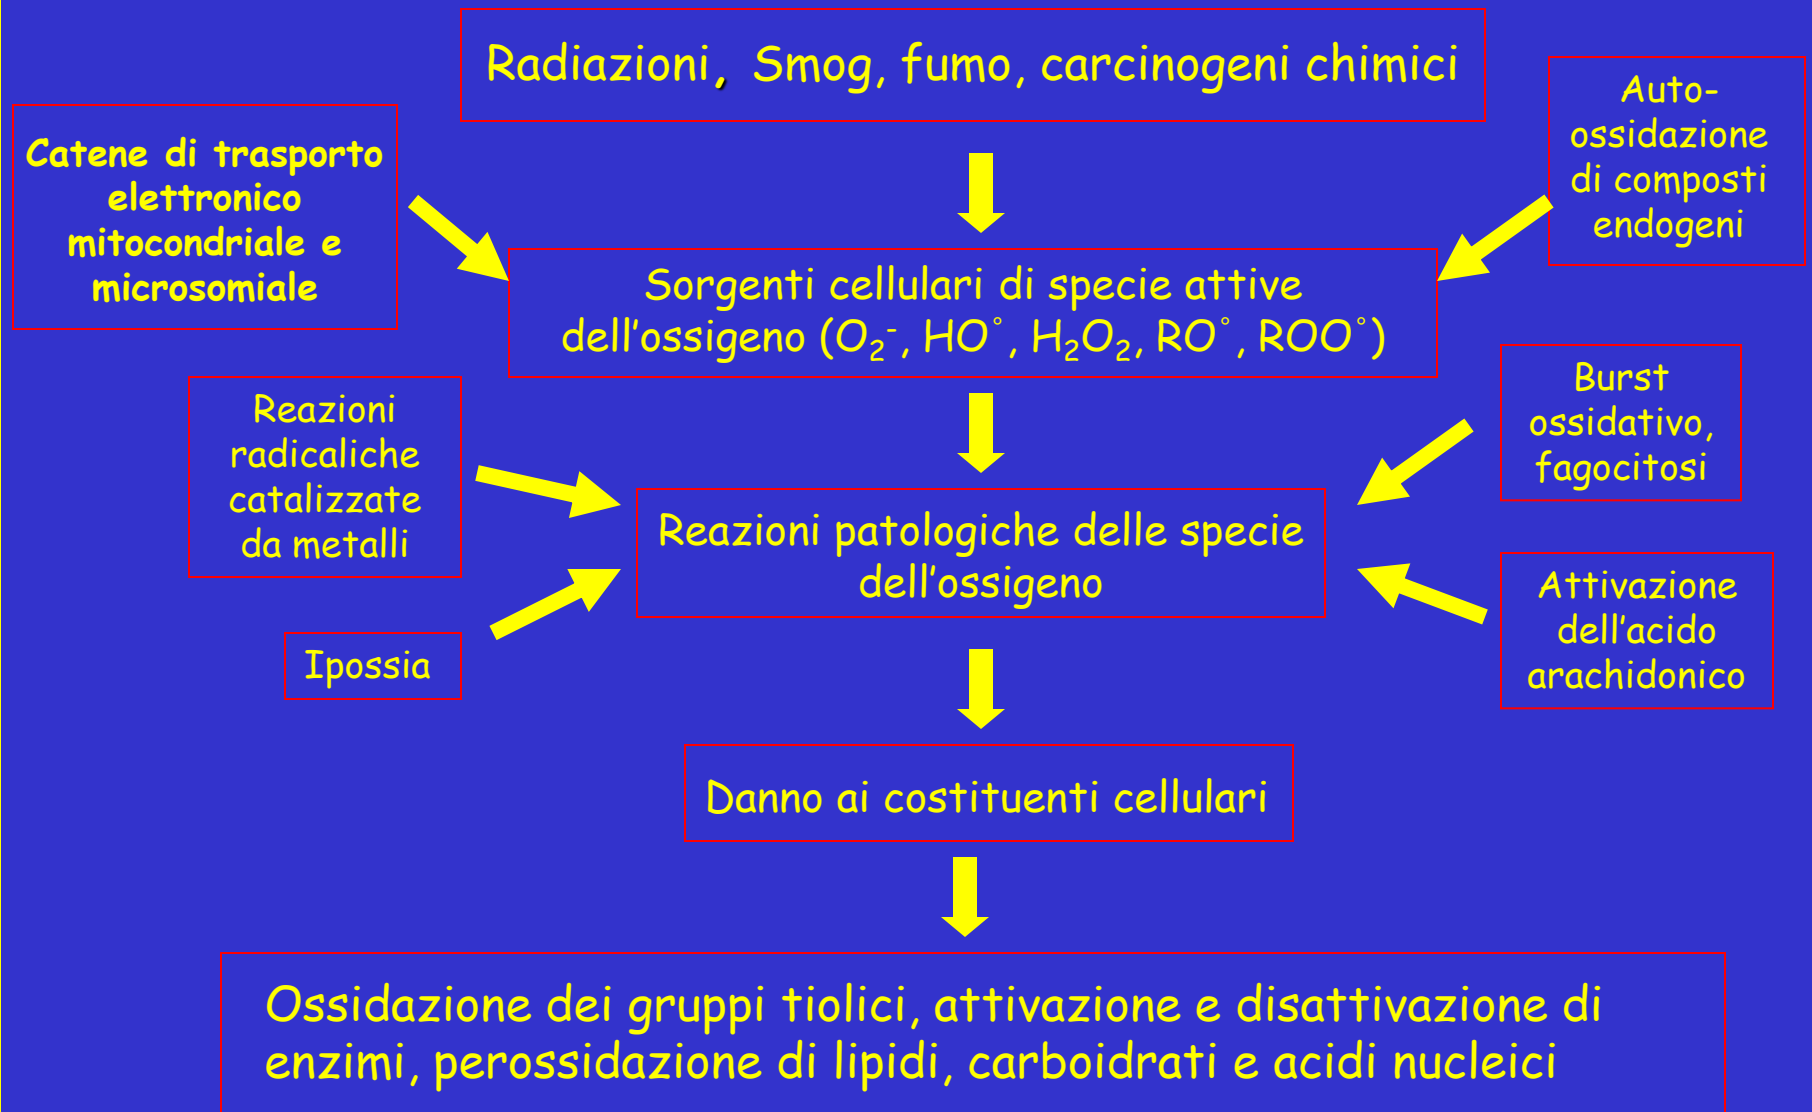 Radiazioni, Smog, fumo, carcinogeni chimici
Auto-
ossidazione
di composti
endogeni
Catene di trasporto
elettronico
mitocondriale e
microsomiale
Sorgenti cellulari di specie attive
dell’ossigeno (O₂⁻, HO°, H₂O₂, RO°, ROO°)
Reazioni
radicaliche
catalizzate
da metalli
Burst
ossidativo,
fagocitosi
Reazioni patologiche delle specie
dell’ossigeno
Ipossia
Attivazione
dell’acido
arachidonico
Danno ai costituenti cellulari
Ossidazione dei gruppi tiolici, attivazione e disattivazione di
enzimi, perossidazione di lipidi, carboidrati e acidi nucleici